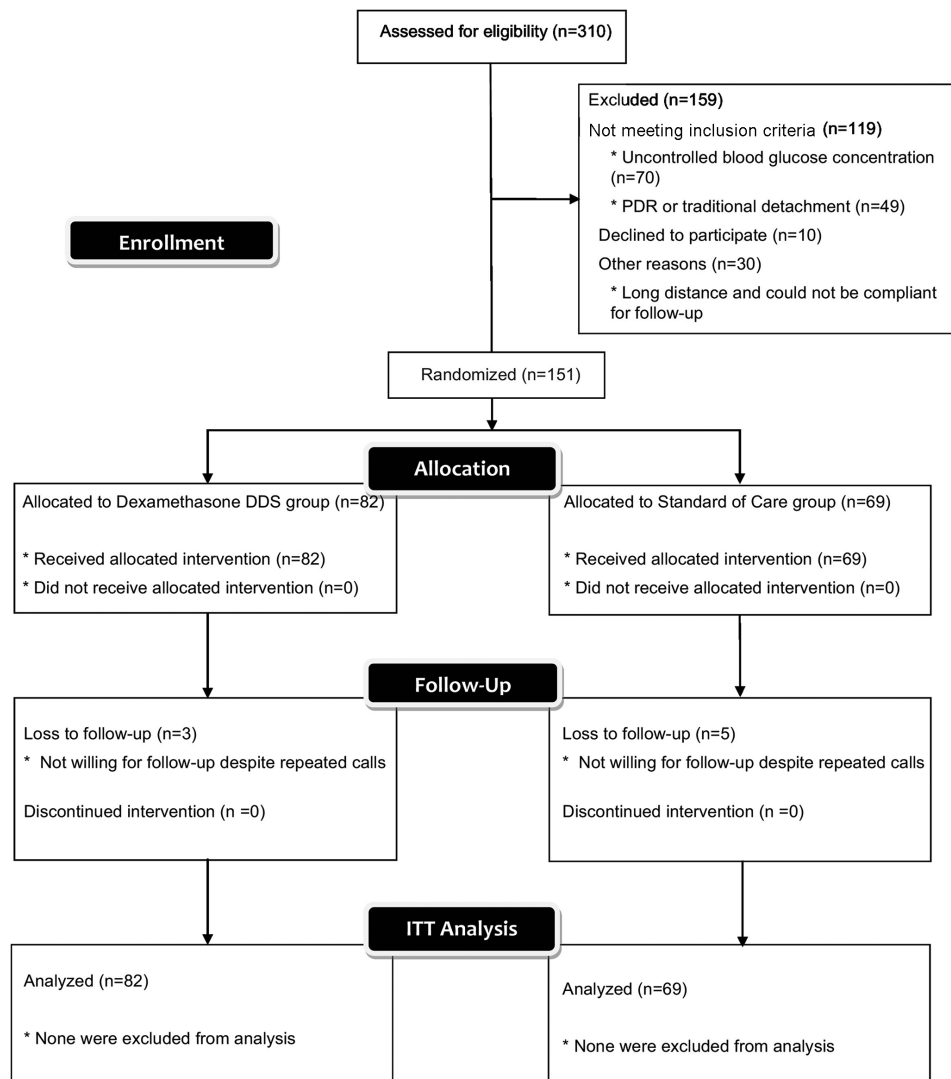 Assessed for eligibility (n=310)
Excluded (n=159)
Not meeting inclusion criteria (n=119)
* Uncontrolled blood glucose concentration
(n=70)
* PDR or traditional detachment (n=49)
Declined to participate (n=10)
Other reasons (n=30)
* Long distance and could not be compliant
for follow-up
Enrollment
Randomized (n=151)
Allocation
Allocated to Dexamethasone DDS group (n=82)
* Received allocated intervention (n=82)
* Did not receive allocated intervention (n=0)
Allocated to Standard of Care group (n=69)
* Received allocated intervention (n=69)
* Did not receive allocated intervention (n=0)
Follow-Up
Loss to follow-up (n=3)
* Not willing for follow-up despite repeated calls
Discontinued intervention (n =0)
Loss to follow-up (n=5)
* Not willing for follow-up despite repeated calls
Discontinued intervention (n =0)
ITT Analysis
Analyzed (n=82)
* None were excluded from analysis
Analyzed (n=69)
* None were excluded from analysis